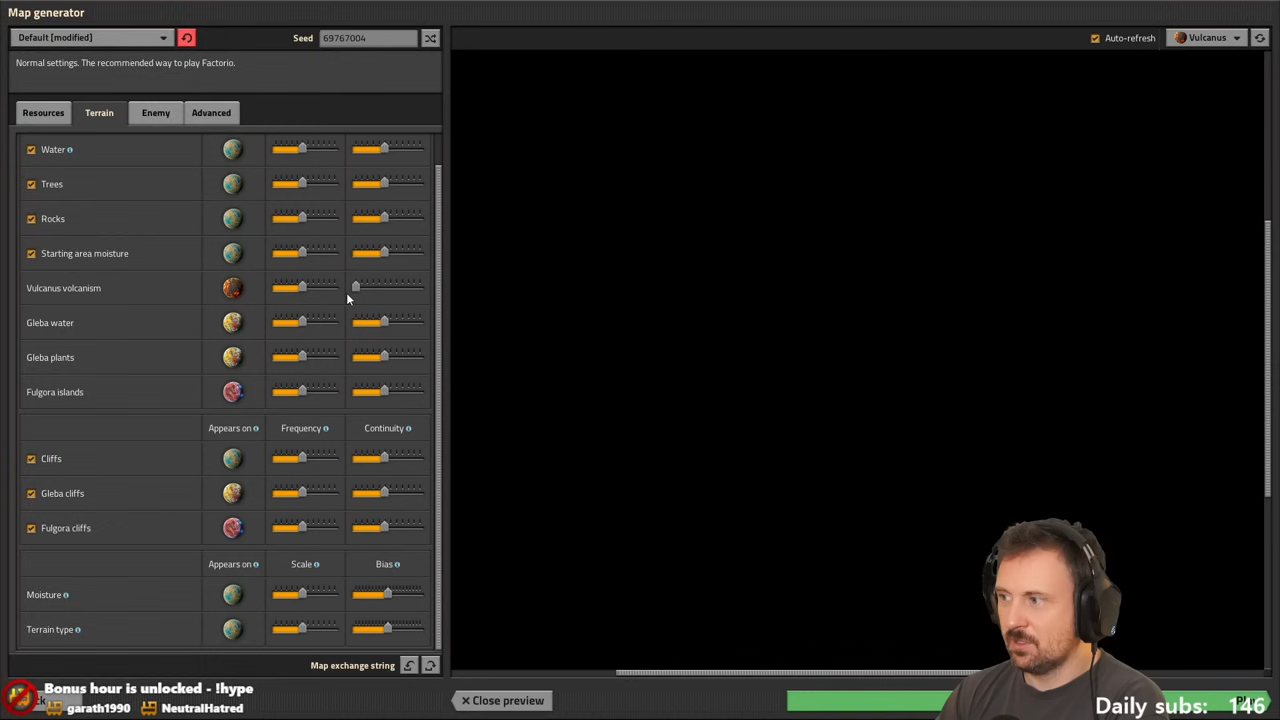 Map generator
Default [modified]
Seed
69767004
Auto-refresh
Vulcanus
Normal settings. The recommended way to play Factorio.
Resources
Terrain
Enemy
Advanced
Water
Trees
Rocks
Starting area moisture
Vulcanus volcanism
Gleba water
Gleba plants
Fulgora islands
Appears on
Frequency
Continuity
Cliffs
Gleba cliffs
Fulgora cliffs
Appears on
Scale
Bias
Moisture
Terrain type
Map exchange string
Bonus hour is unlocked - !hype
garath1990
NeutralHatred
Close preview
Daily subs: 146